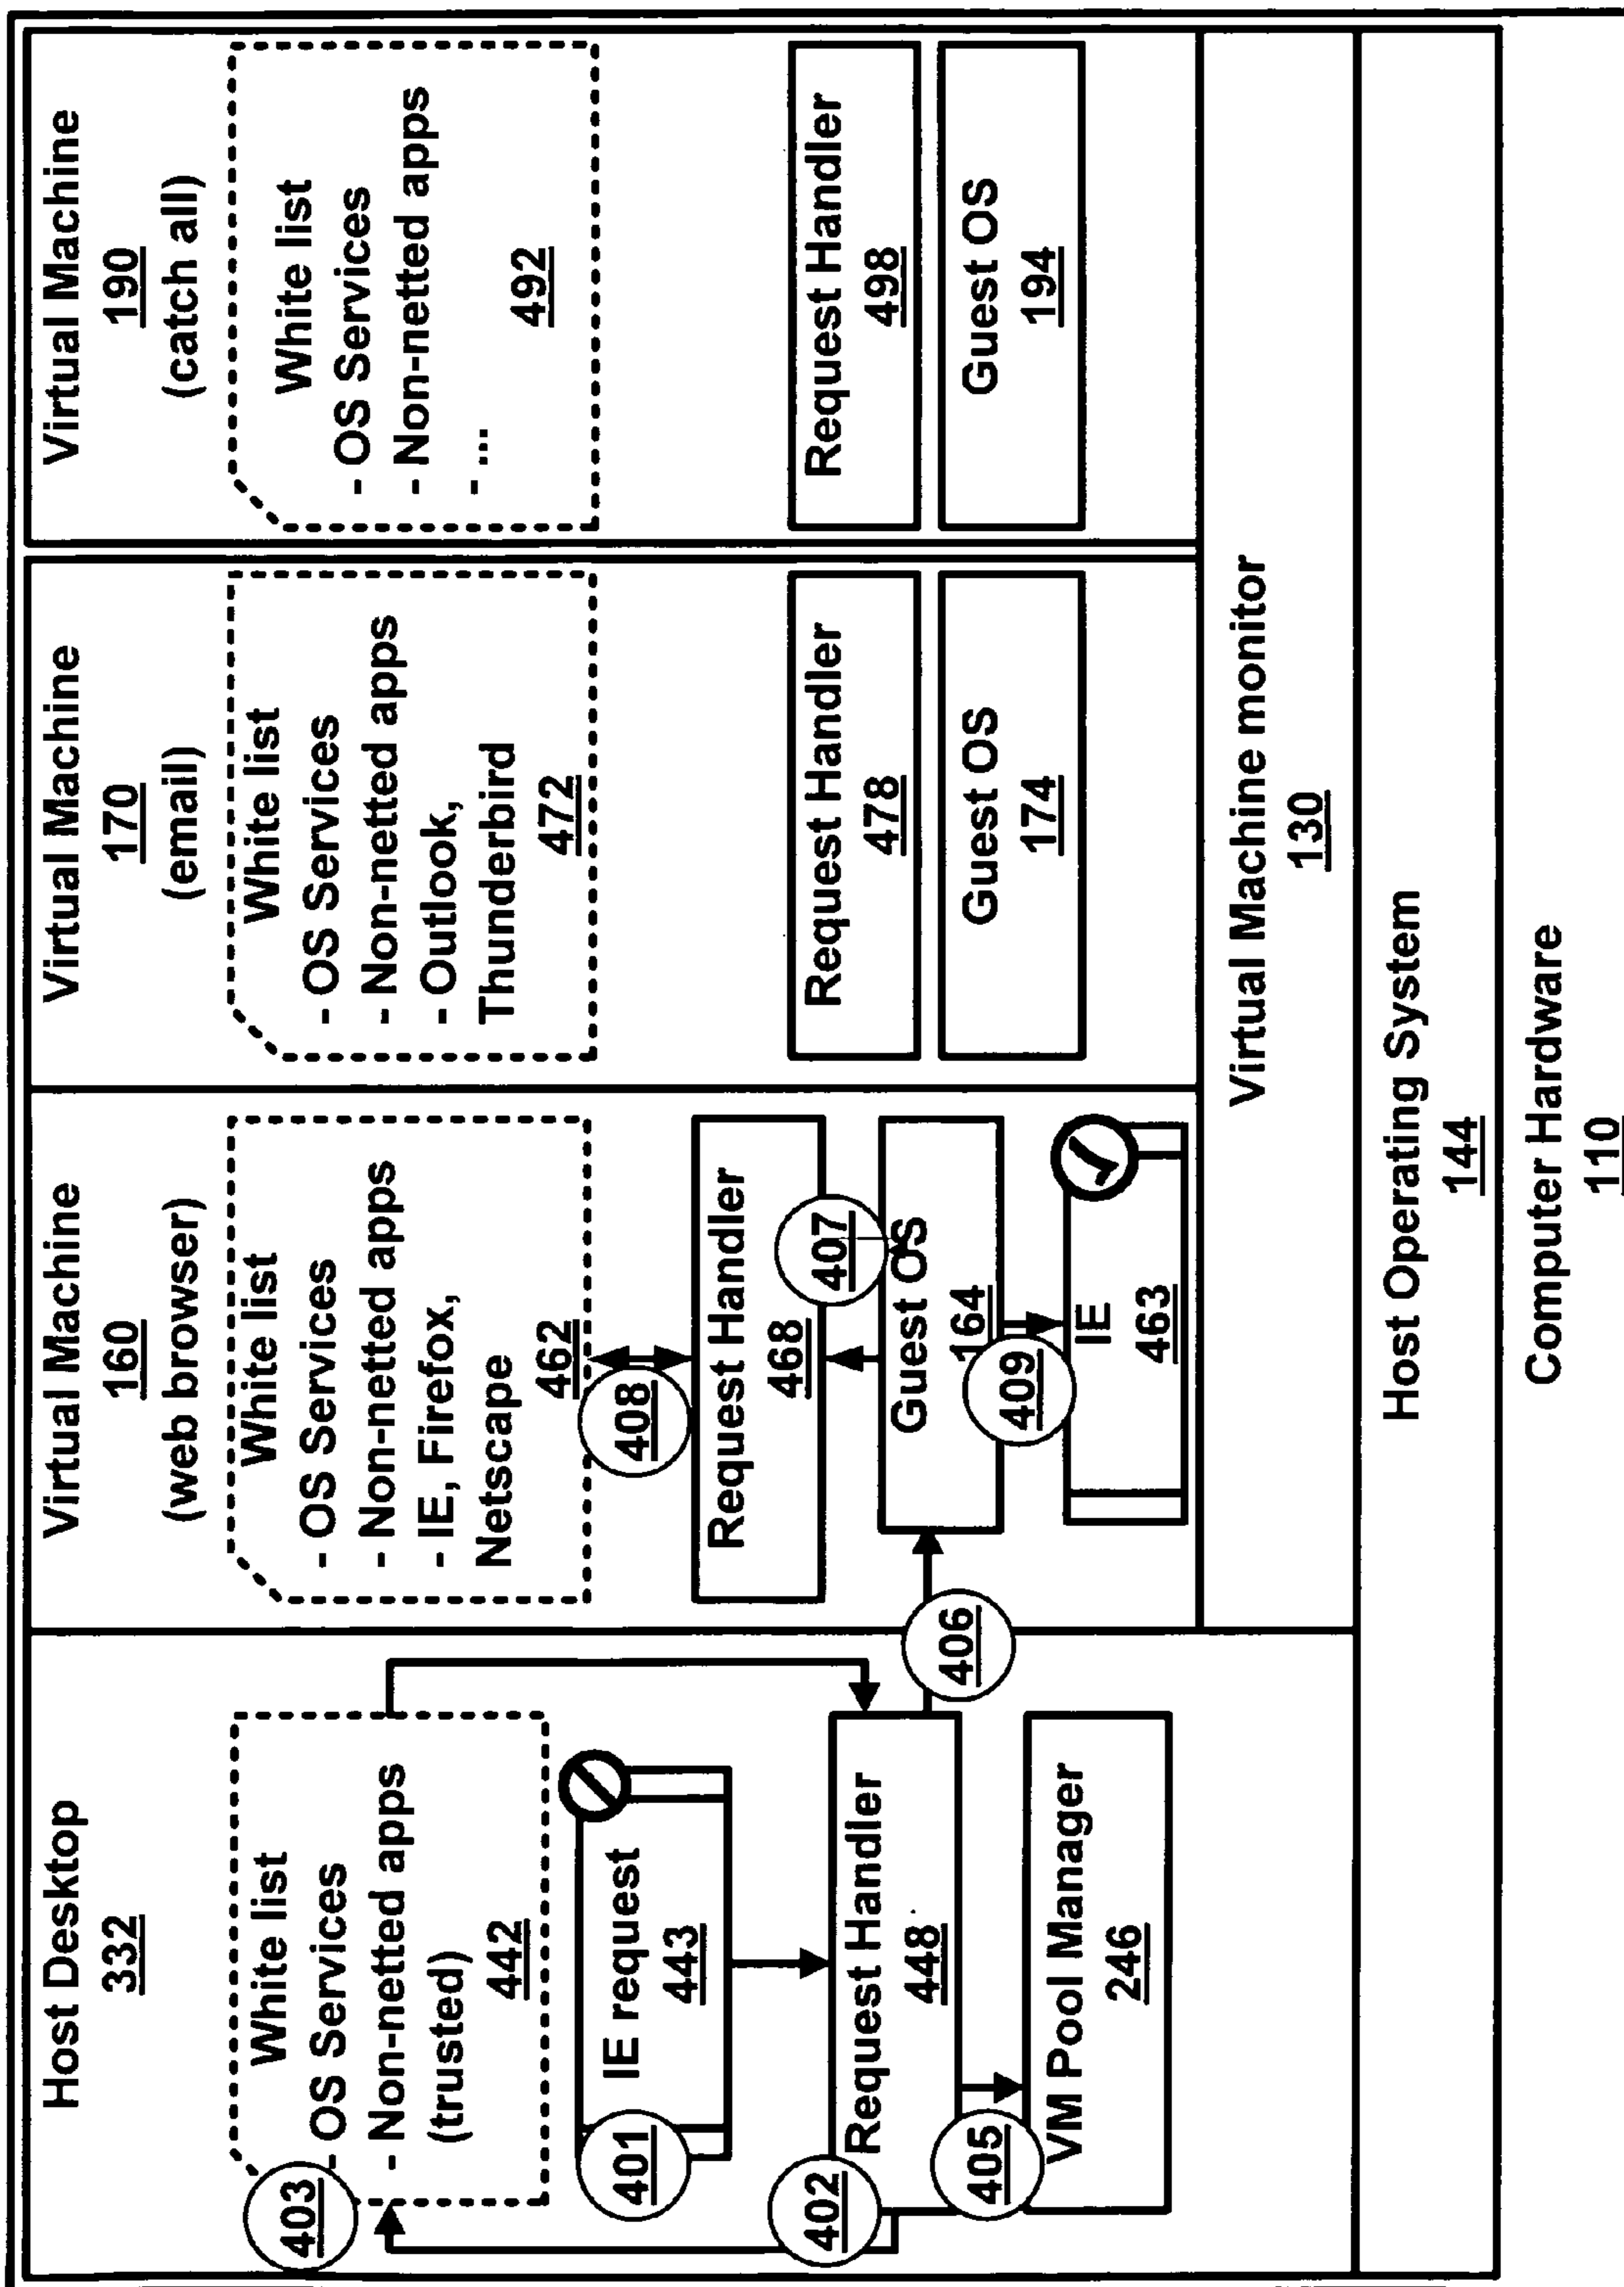 Host Desktop
332
White list
- OS Services
- Non-netted apps
(trusted)
442
403
401
IE request
443
402
Request Handler
448
405
VM Pool Manager
246
406
Virtual Machine
160
(web browser)
White list
- OS Services
- Non-netted apps
- IE, Firefox,
Netscape
462
408
Request Handler
468
407
Guest OS
164
409
IE
463
Virtual Machine
170
(email)
White list
- OS Services
- Non-netted apps
- Outlook,
Thunderbird
472
Request Handler
478
Guest OS
174
Virtual Machine
190
(catch all)
White list
- OS Services
- Non-netted apps
- ...
492
Request Handler
498
Guest OS
194
Virtual Machine monitor
130
Host Operating System
144
Computer Hardware
110